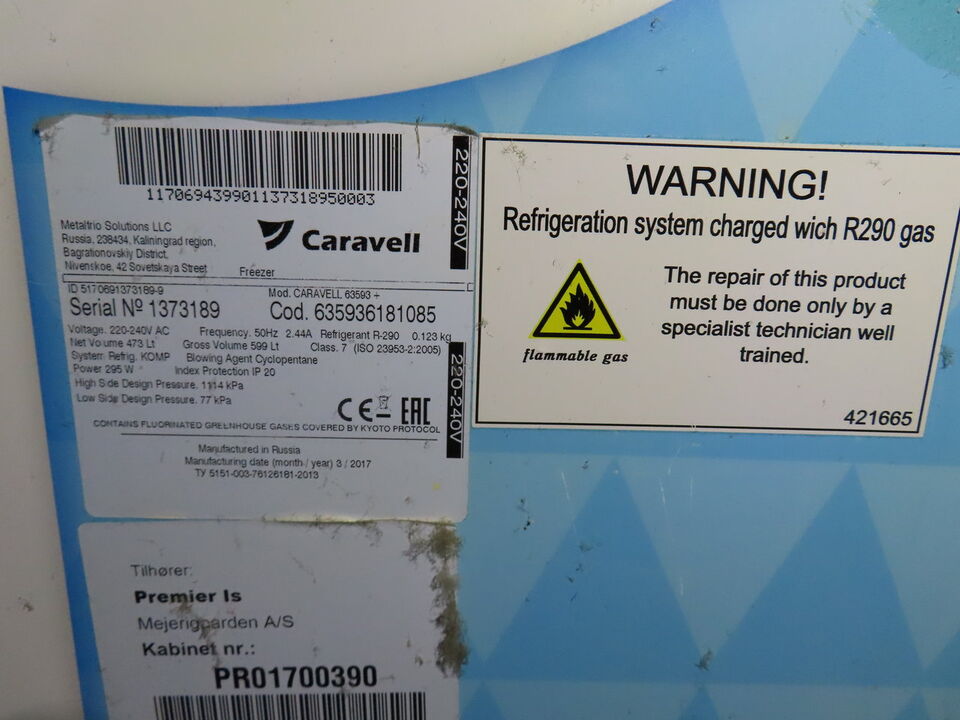 117069439901137318950003
220-240V
Metaltrio Solutions LLC
Russia, 238434, Kaliningrad region,
Bagrationovskiy District,
Nivenskoe, 42 Sovetskaya Street
Caravell
Freezer
ID 5170691373189-9
Mod. CARAVELL 63593 +
Serial Nº 1373189
Cod. 635936181085
Voltage. 220-240V AC Frequency. 50Hz 2.44A Refrigerant R-290 0.123 kg
Net Volume 473 Lt Gross Volume 599 Lt Class. 7 (ISO 23953-2:2005)
System Refrig. KOMP Blowing Agent Cyclopentane
Power 295 W Index Protection IP 20
High Side Design Pressure. 1114 kPa
Low Side Design Pressure. 77 kPa
220-240V
CE EAC
CONTAINS FLUORINATED GREENHOUSE GASES COVERED BY KYOTO PROTOCOL
Manufactured in Russia
Manufacturing date (month / year) 3 / 2017
ТУ 5151-003-76126181-2013
WARNING!
Refrigeration system charged wich R290 gas
flammable gas
The repair of this product
must be done only by a
specialist technician well
trained.
421665
Tilhører:
Premier Is
Mejerigaarden A/S
Kabinet nr.:
PR01700390